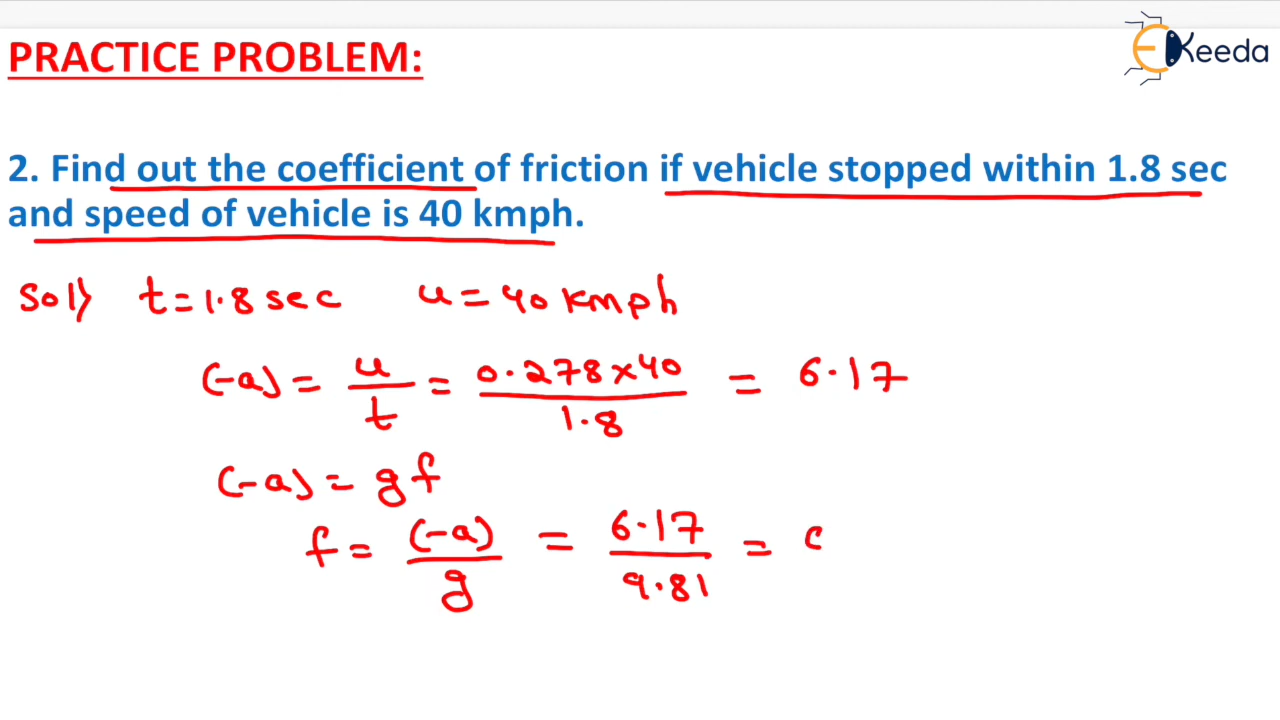 PRACTICE PROBLEM:
EKeeda
2. Find out the coefficient of friction if vehicle stopped within 1.8 sec
and speed of vehicle is 40 kmph.
Sol) t = 1.8 sec u = 40 kmph
(-a) = u/t = 0.278×40/1.8 = 6.17
(-a) = gf
f = (-a)/g = 6.17/9.81 =